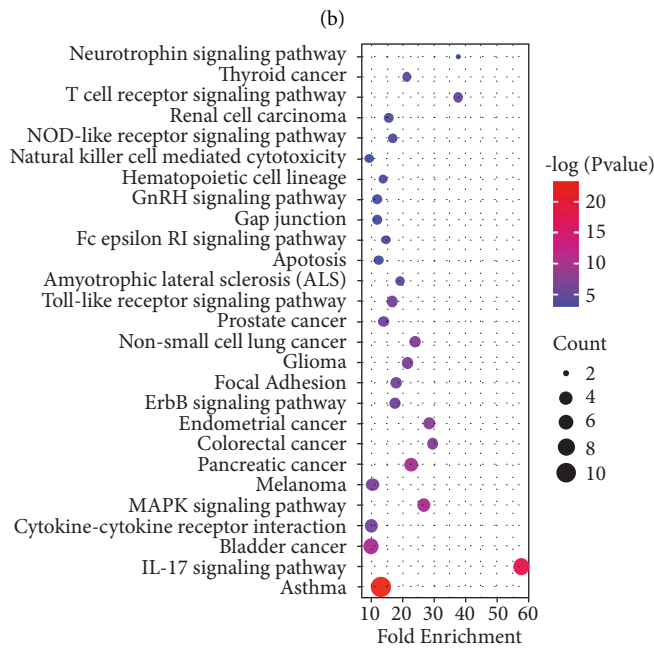 (b)
Neurotrophin signaling pathway
Thyroid cancer
T cell receptor signaling pathway
Renal cell carcinoma
NOD-like receptor signaling pathway
Natural killer cell mediated cytotoxicity
Hematopoietic cell lineage
GnRH signaling pathway
Gap junction
Fc epsilon RI signaling pathway
Apotosis
Amyotrophic lateral sclerosis (ALS)
Toll-like receptor signaling pathway
Prostate cancer
Non-small cell lung cancer
Glioma
Focal Adhesion
ErbB signaling pathway
Endometrial cancer
Colorectal cancer
Pancreatic cancer
Melanoma
MAPK signaling pathway
Cytokine-cytokine receptor interaction
Bladder cancer
IL-17 signaling pathway
Asthma
10 20 30 40 50 60
Fold Enrichment
-log (Pvalue)
20
15
10
5
Count
2
4
6
8
10